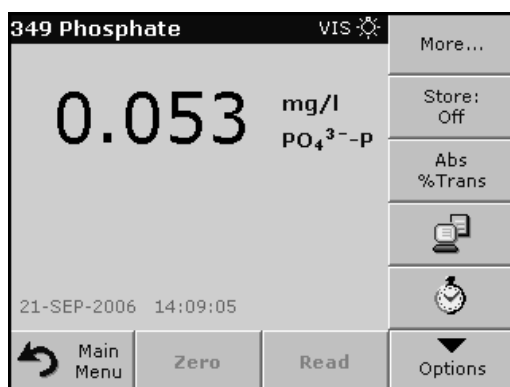 349 Phosphate VIS
0.053 mg/l
PO₄³⁻-P
21-SEP-2006 14:09:05
More...
Store:
Off
Abs
%Trans
Main
Menu
Zero
Read
Options